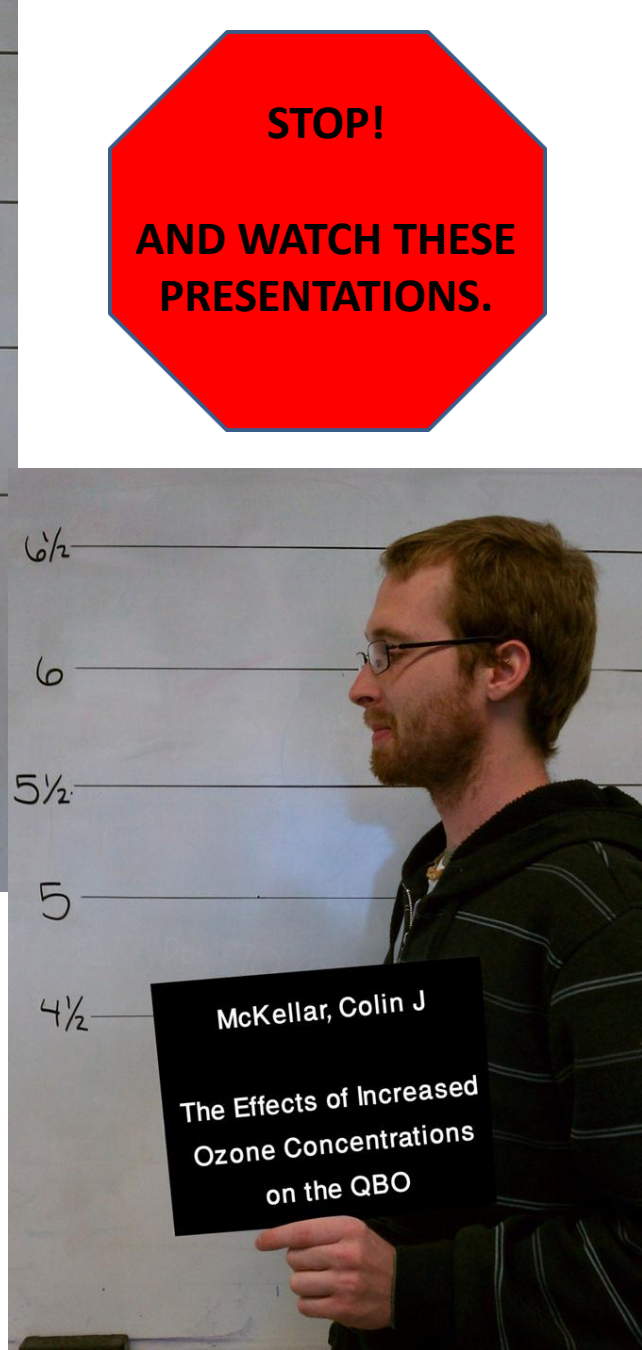 STOP!
AND WATCH THESE
PRESENTATIONS.
6½
6
5½
5
4½
McKellar, Colin J
The Effects of Increased
Ozone Concentrations
on the QBO